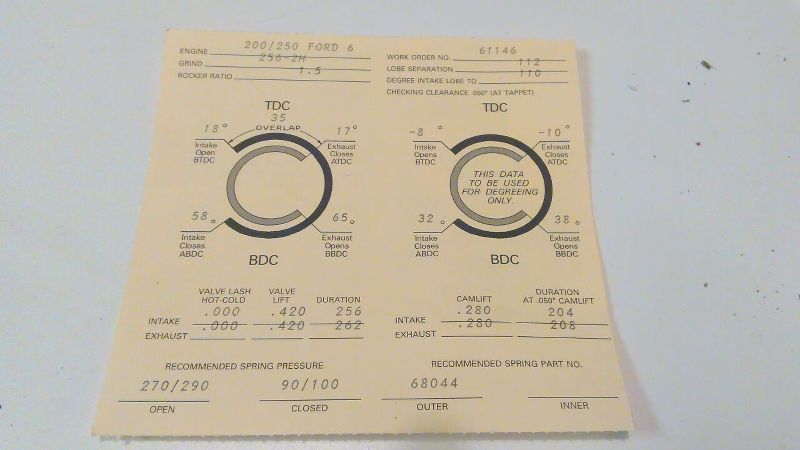 ENGINE 200/250 FORD 6
GRIND 256-2H
ROCKER RATIO 1.5
WORK ORDER NO. 61146
LOBE SEPARATION 112
DEGREE INTAKE LOBE TO 110
CHECKING CLEARANCE .050" (AT TAPPET)
TDC
35
OVERLAP
18°
Intake
Open
BTDC
17°
Exhaust
Closes
ATDC
58°
Intake
Closes
ABDC
65°
Exhaust
Opens
BBDC
BDC
TDC
-8°
Intake
Opens
BTDC
-10°
Exhaust
Closes
ATDC
THIS DATA
TO BE USED
FOR DEGREEING
ONLY.
32°
Intake
Closes
ABDC
38°
Exhaust
Opens
BBDC
BDC
VALVE LASH HOT-COLD VALVE LIFT DURATION
INTAKE .000 .420 256
EXHAUST .000 .420 262
CAMLIFT DURATION AT .050" CAMLIFT
INTAKE .280 204
EXHAUST .280 208
RECOMMENDED SPRING PRESSURE
270/290 90/100
OPEN CLOSED
RECOMMENDED SPRING PART NO.
68044
OUTER INNER